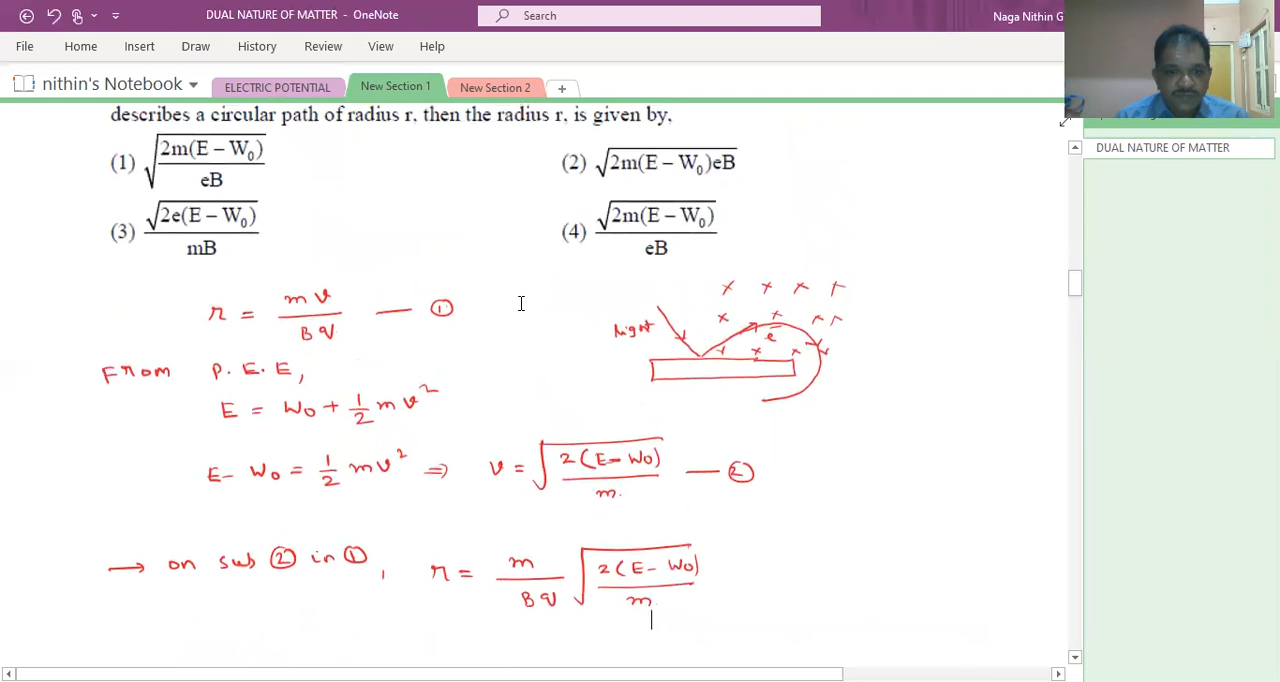 DUAL NATURE OF MATTER - OneNote
Search
Naga Nithin G
File Home Insert Draw History Review View Help
nithin's Notebook
ELECTRIC POTENTIAL
New Section 1
New Section 2
DUAL NATURE OF MATTER
describes a circular path of radius r, then the radius r, is given by,
(1) √(2m(E – W₀)/eB)
(2) √(2m(E – W₀)eB)
(3) √(2e(E – W₀))/mB
(4) √(2m(E – W₀))/eB
r = mv/Bq — ①
light
e
From P.E.E,
E = W₀ + 1/2 mv²
E - W₀ = 1/2 mv² ⇒ v = √(2(E - W₀)/m) — ②
→ on sub ② in ①, r = m/Bq √(2(E - W₀)/m)